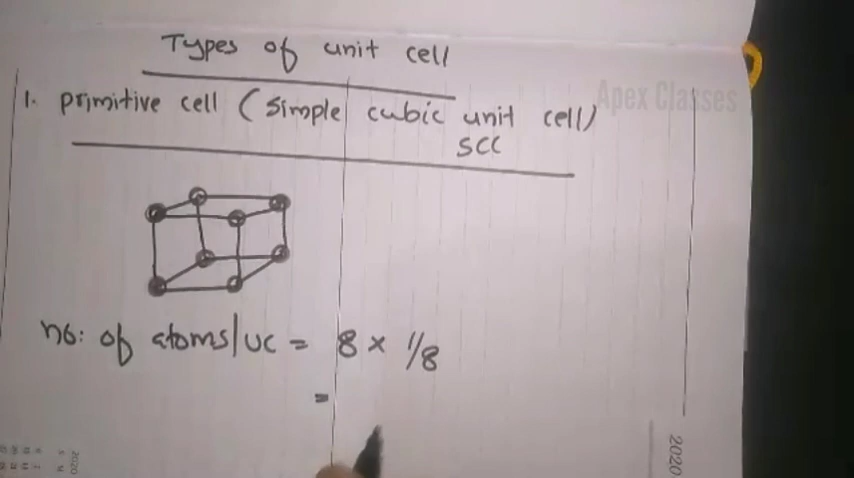 Types of unit cell
1. primitive cell (simple cubic unit cell)
SCC
Apex Classes
no: of atoms/uc = 8 × 1/8
=
2020
2020